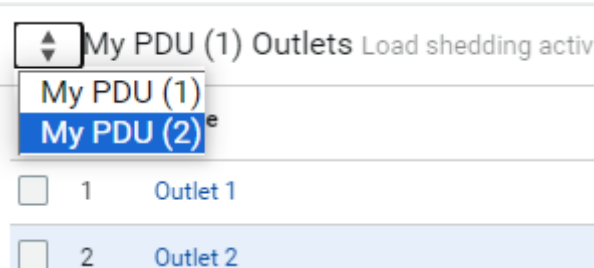 My PDU (1) Outlets Load shedding activ
My PDU (1)
My PDU (2)
e
1 Outlet 1
2 Outlet 2